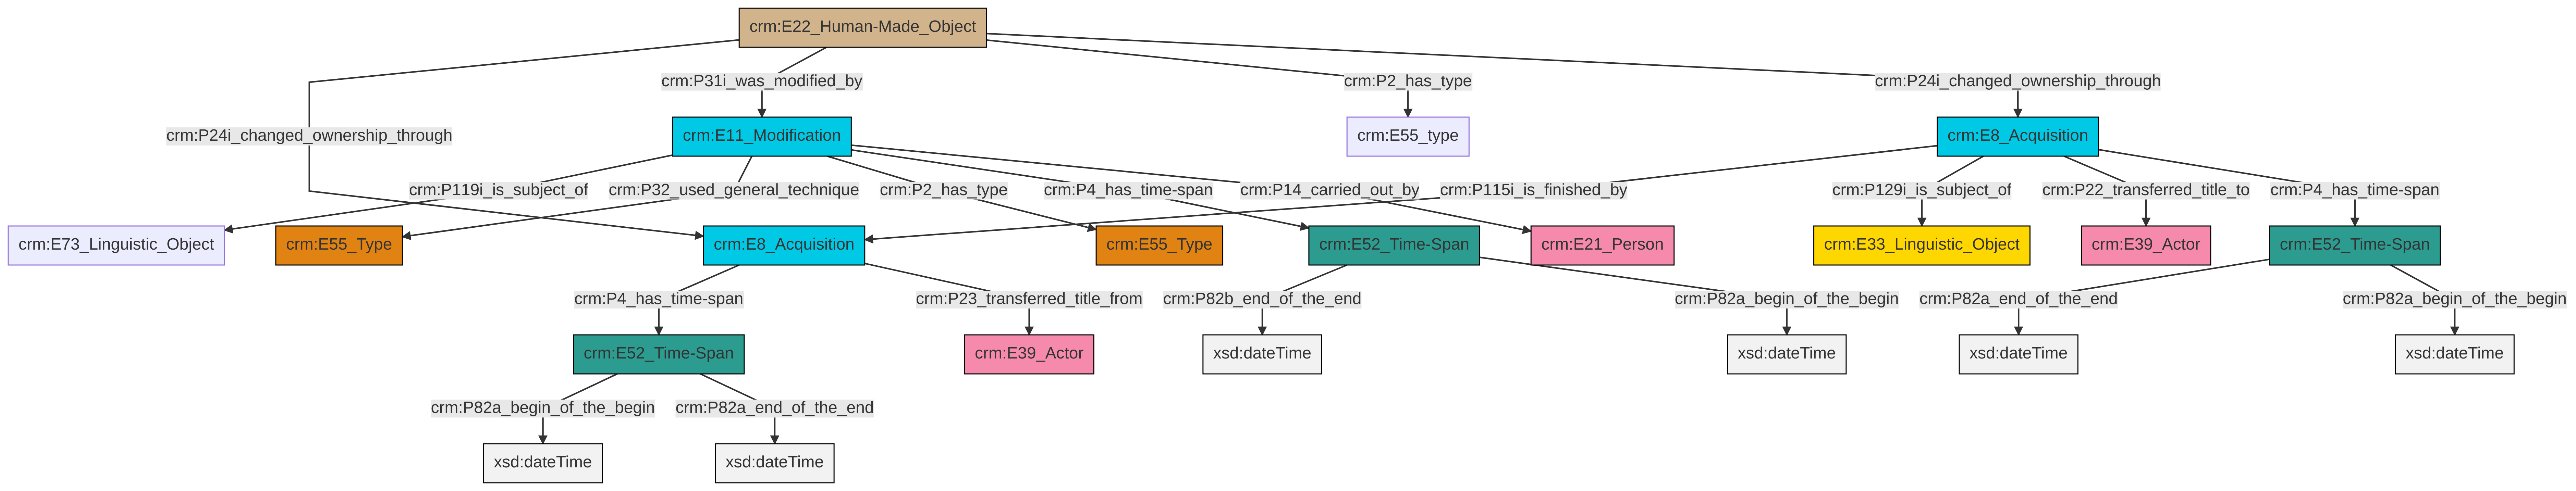 crm:E22_Human-Made_Object
crm:P31i_was_modified_by
crm:P2_has_type
crm:P24i_changed_ownership_through
crm:P24i_changed_ownership_through
crm:E11_Modification
crm:E55_type
crm:E8_Acquisition
crm:P119i_is_subject_of
crm:P32_used_general_technique
crm:P2_has_type
crm:P4_has_time-span
crm:P14_carried_out_by
crm:P115i_is_finished_by
crm:P129i_is_subject_of
crm:P22_transferred_title_to
crm:P4_has_time-span
crm:E73_Linguistic_Object
crm:E55_Type
crm:E8_Acquisition
crm:E55_Type
crm:E52_Time-Span
crm:E21_Person
crm:E33_Linguistic_Object
crm:E39_Actor
crm:E52_Time-Span
crm:P4_has_time-span
crm:P23_transferred_title_from
crm:P82b_end_of_the_end
crm:P82a_begin_of_the_begin
crm:P82a_end_of_the_end
crm:P82a_begin_of_the_begin
crm:E52_Time-Span
crm:E39_Actor
xsd:dateTime
xsd:dateTime
xsd:dateTime
xsd:dateTime
crm:P82a_begin_of_the_begin
crm:P82a_end_of_the_end
xsd:dateTime
xsd:dateTime